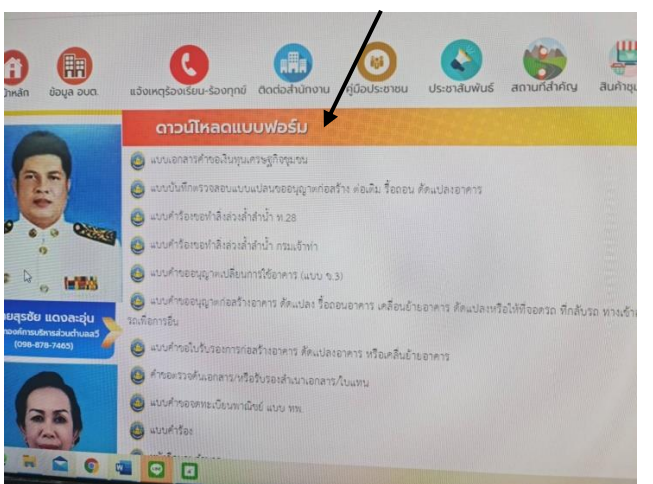 ข้อมูล อบต.
แจ้งเหตุร้องเรียน-ร้องทุกข์
ติดต่อสำนักงาน
คู่มือประชาชน
ประชาสัมพันธ์
สถานที่สำคัญ
ดาวน์โหลดแบบฟอร์ม
แบบเอกสารคำขอเงินทุนเศรษฐกิจชุมชน
แบบบันทึกตรวจสอบแบบแปลนขออนุญาตก่อสร้าง ต่อเติม รื้อถอน ดัดแปลงอาคาร
แบบคำร้องขอทำสิ่งล่วงล้ำลำน้ำ ท.28
แบบคำร้องขอทำสิ่งล่วงล้ำลำน้ำ กรมเจ้าท่า
แบบคำขออนุญาตเปลี่ยนการใช้อาคาร (แบบ ข.3)
แบบคำขออนุญาตก่อสร้างอาคาร ดัดแปลง รื้อถอนอาคาร เคลื่อนย้ายอาคาร ดัดแปลงหรือใช้ที่จอดรถ ที่กลับรถ ทางเข้า
รถเพื่อการอื่น
แบบคำขอใบรับรองการก่อสร้างอาคาร ดัดแปลงอาคาร หรือเคลื่อนย้ายอาคาร
คำขอตรวจค้นเอกสาร/หรือรับรองสำเนาเอกสาร/ใบแทน
แบบคำขอจดทะเบียนพาณิชย์ แบบ ทพ.
แบบคำร้อง
ยสุรชัย แดงละอุ่น
(098-878-7465)